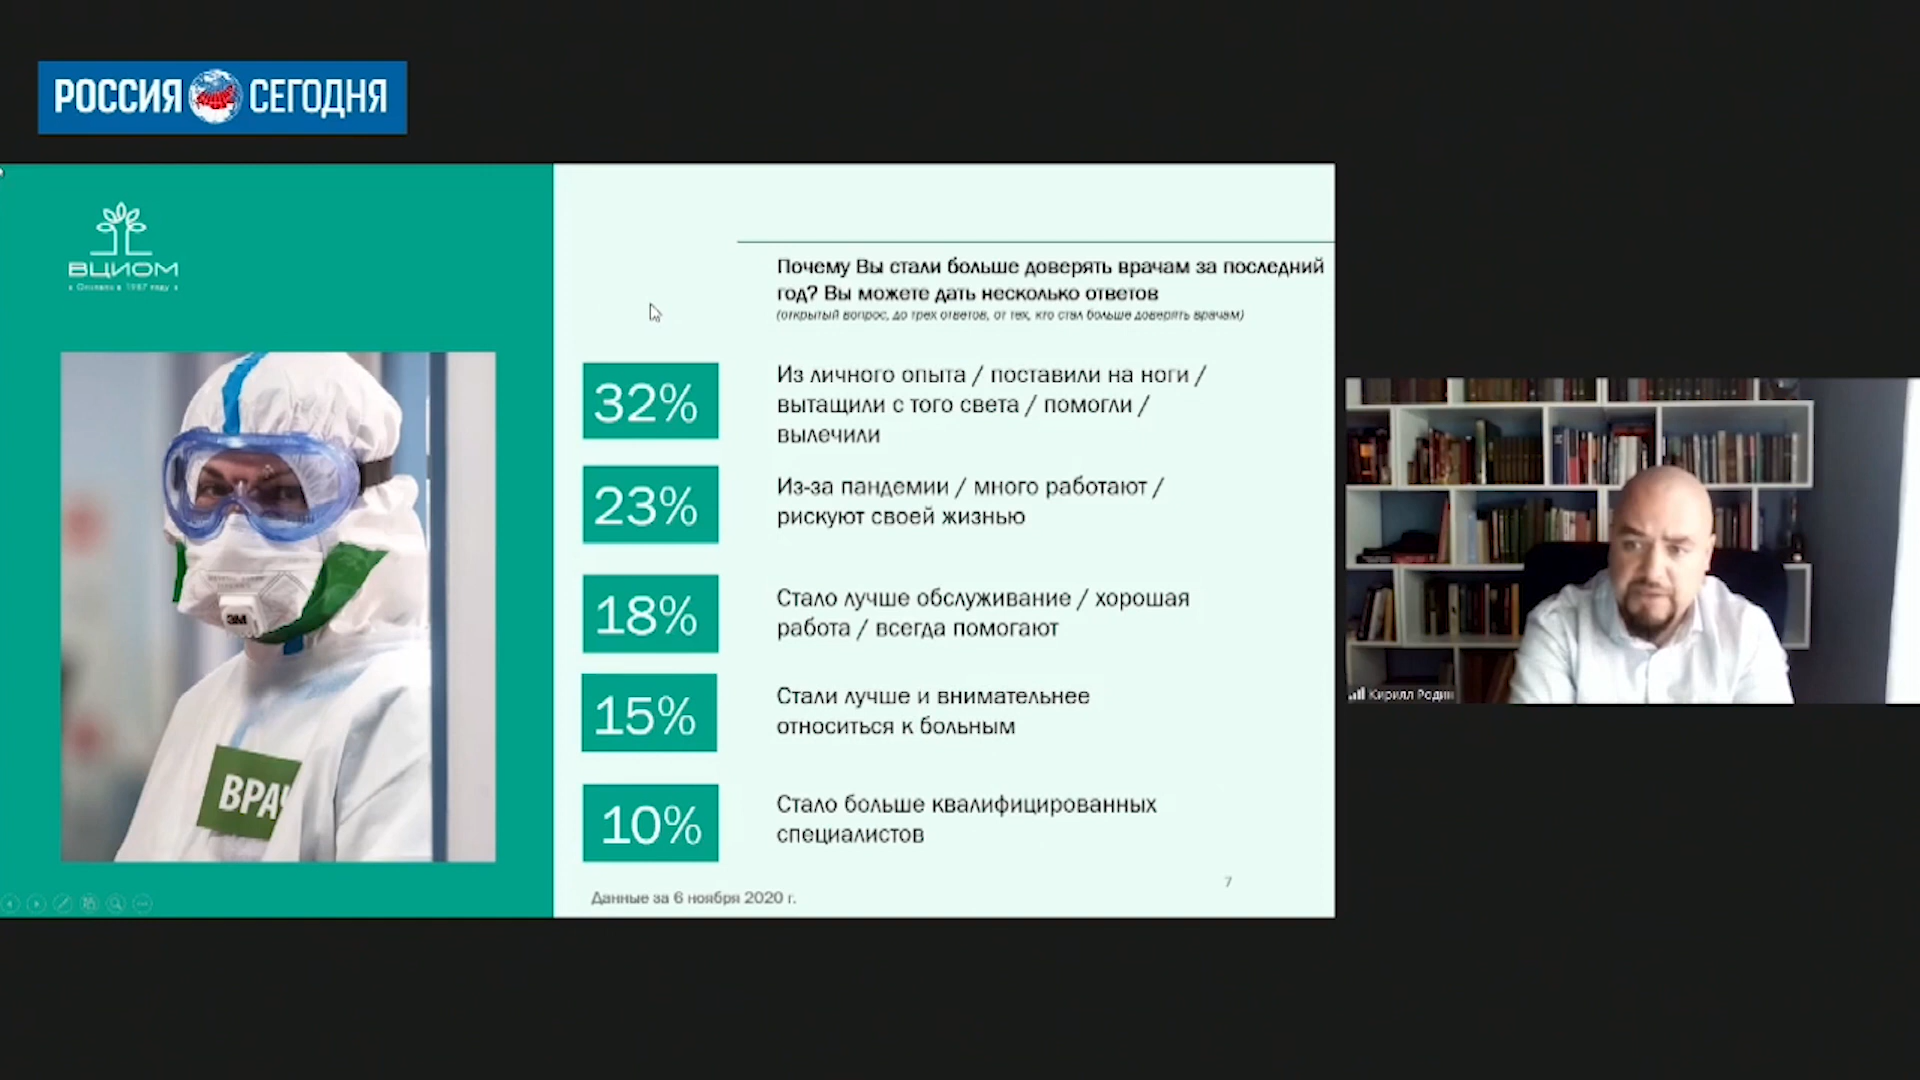 РОССИЯ СЕГОДНЯ
ВЦИОМ
Почему Вы стали больше доверять врачам за последний
год? Вы можете дать несколько ответов
(открытый вопрос, до трех ответов, от тех, кто стал больше доверять врачам)
32%
Из личного опыта / поставили на ноги /
вытащили с того света / помогли /
вылечили
23%
Из-за пандемии / много работают /
рискуют своей жизнью
18%
Стало лучше обслуживание / хорошая
работа / всегда помогают
15%
Стали лучше и внимательнее
относиться к больным
10%
Стало больше квалифицированных
специалистов
Данные за 6 ноября 2020 г.
7
3M
ВРАЧ
Кирилл Родин